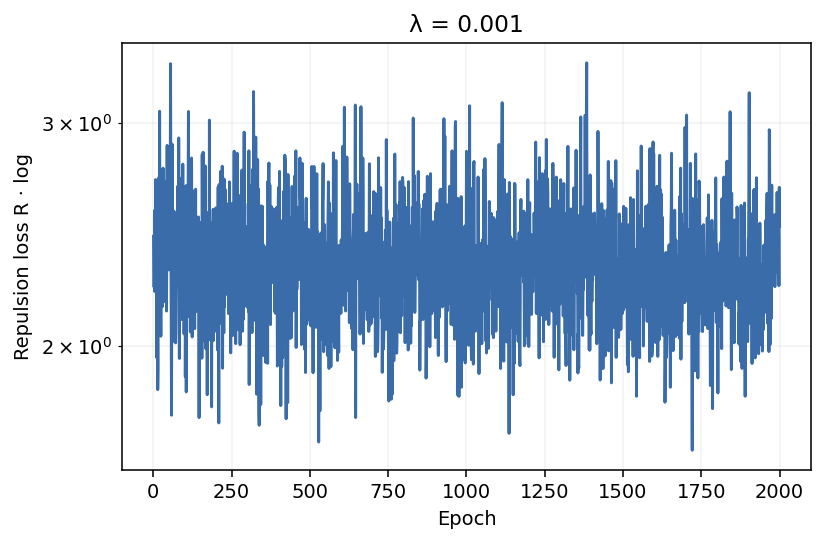 λ = 0.001
Repulsion loss R · log
3 × 10⁰
2 × 10⁰
0 250 500 750 1000 1250 1500 1750 2000
Epoch